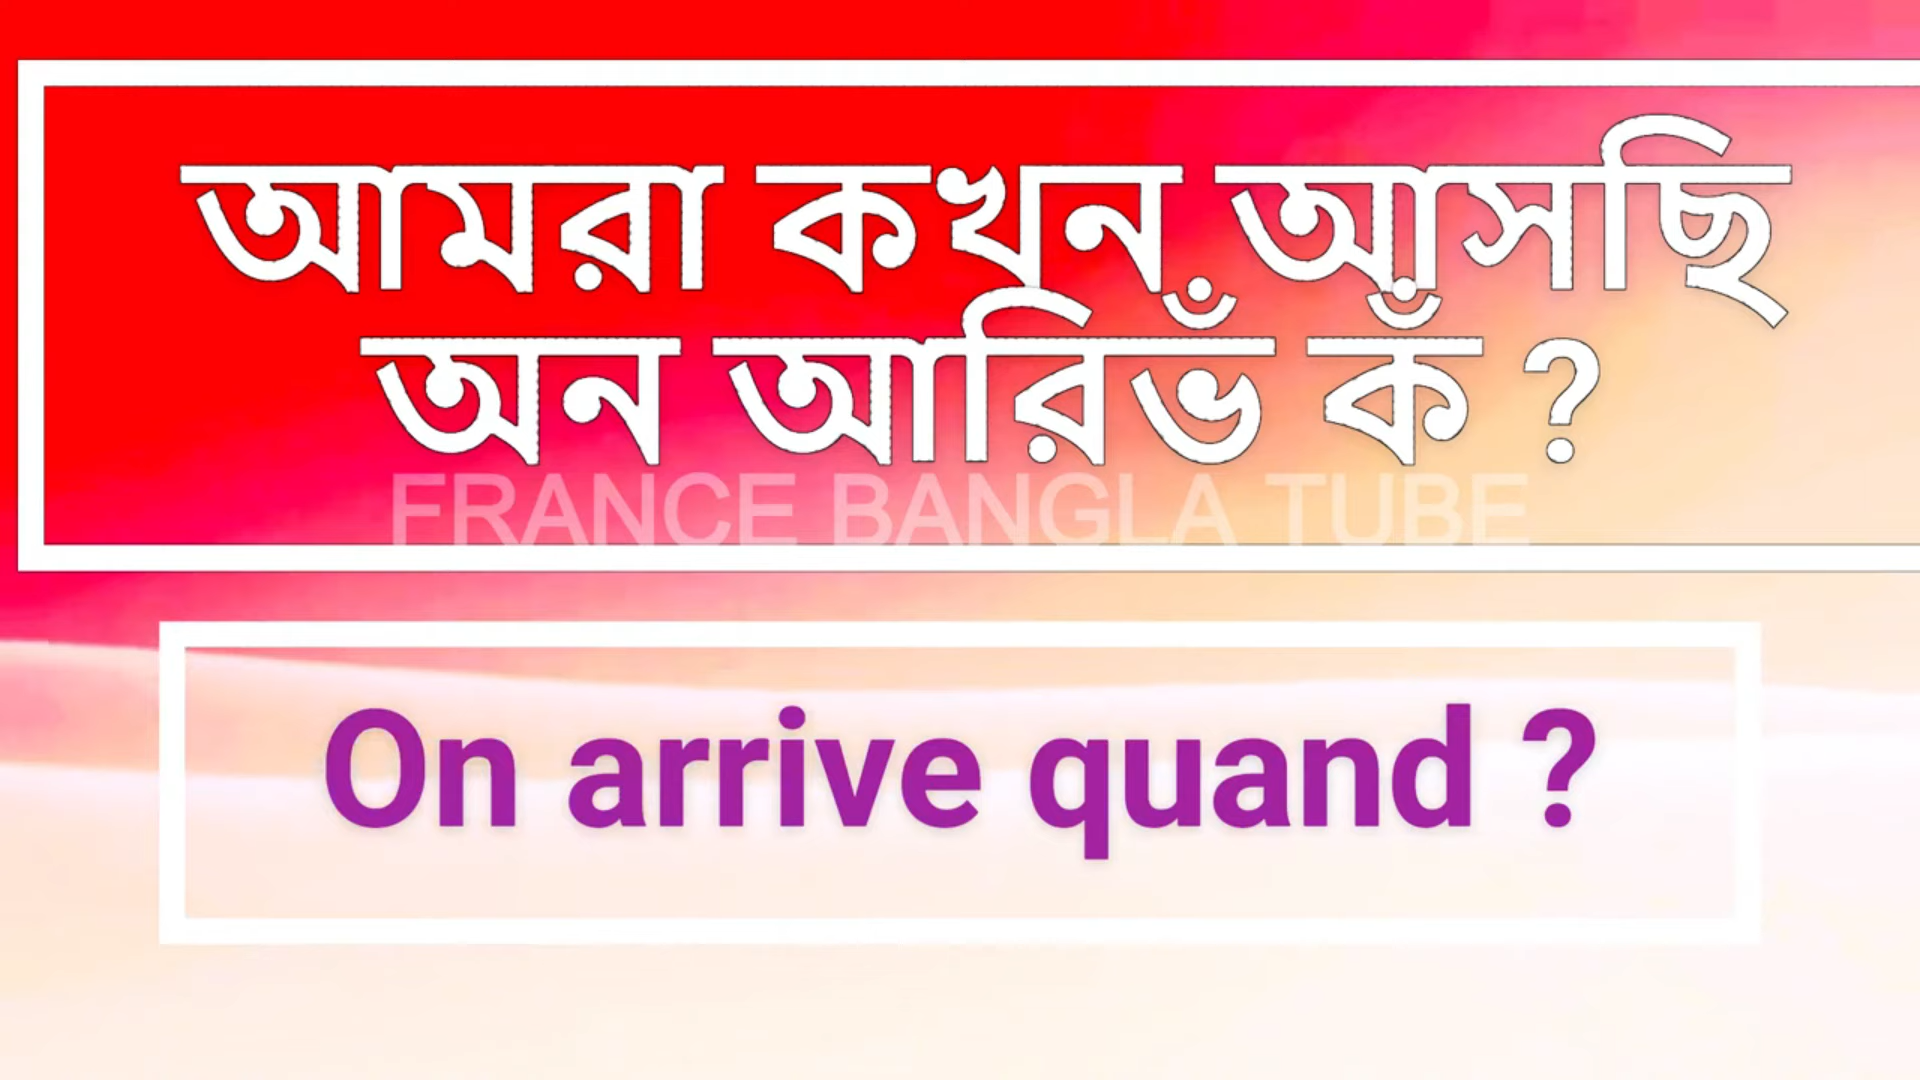 আমরা কখন আসছি
অন আরিভঁ কঁ ?
FRANCE BANGLA TUBE
On arrive quand ?